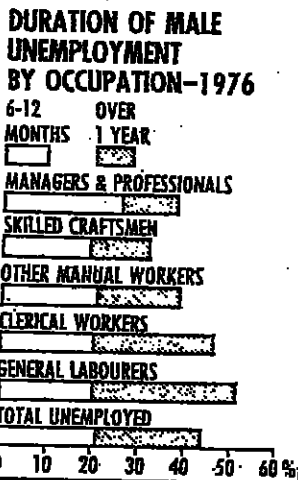 DURATION OF MALE
UNEMPLOYMENT
BY OCCUPATION–1976
6-12 OVER
MONTHS 1 YEAR
MANAGERS & PROFESSIONALS
SKILLED CRAFTSMEN
OTHER MANUAL WORKERS
CLERICAL WORKERS
GENERAL LABOURERS
TOTAL UNEMPLOYED
0 10 20 30 40 50 60%